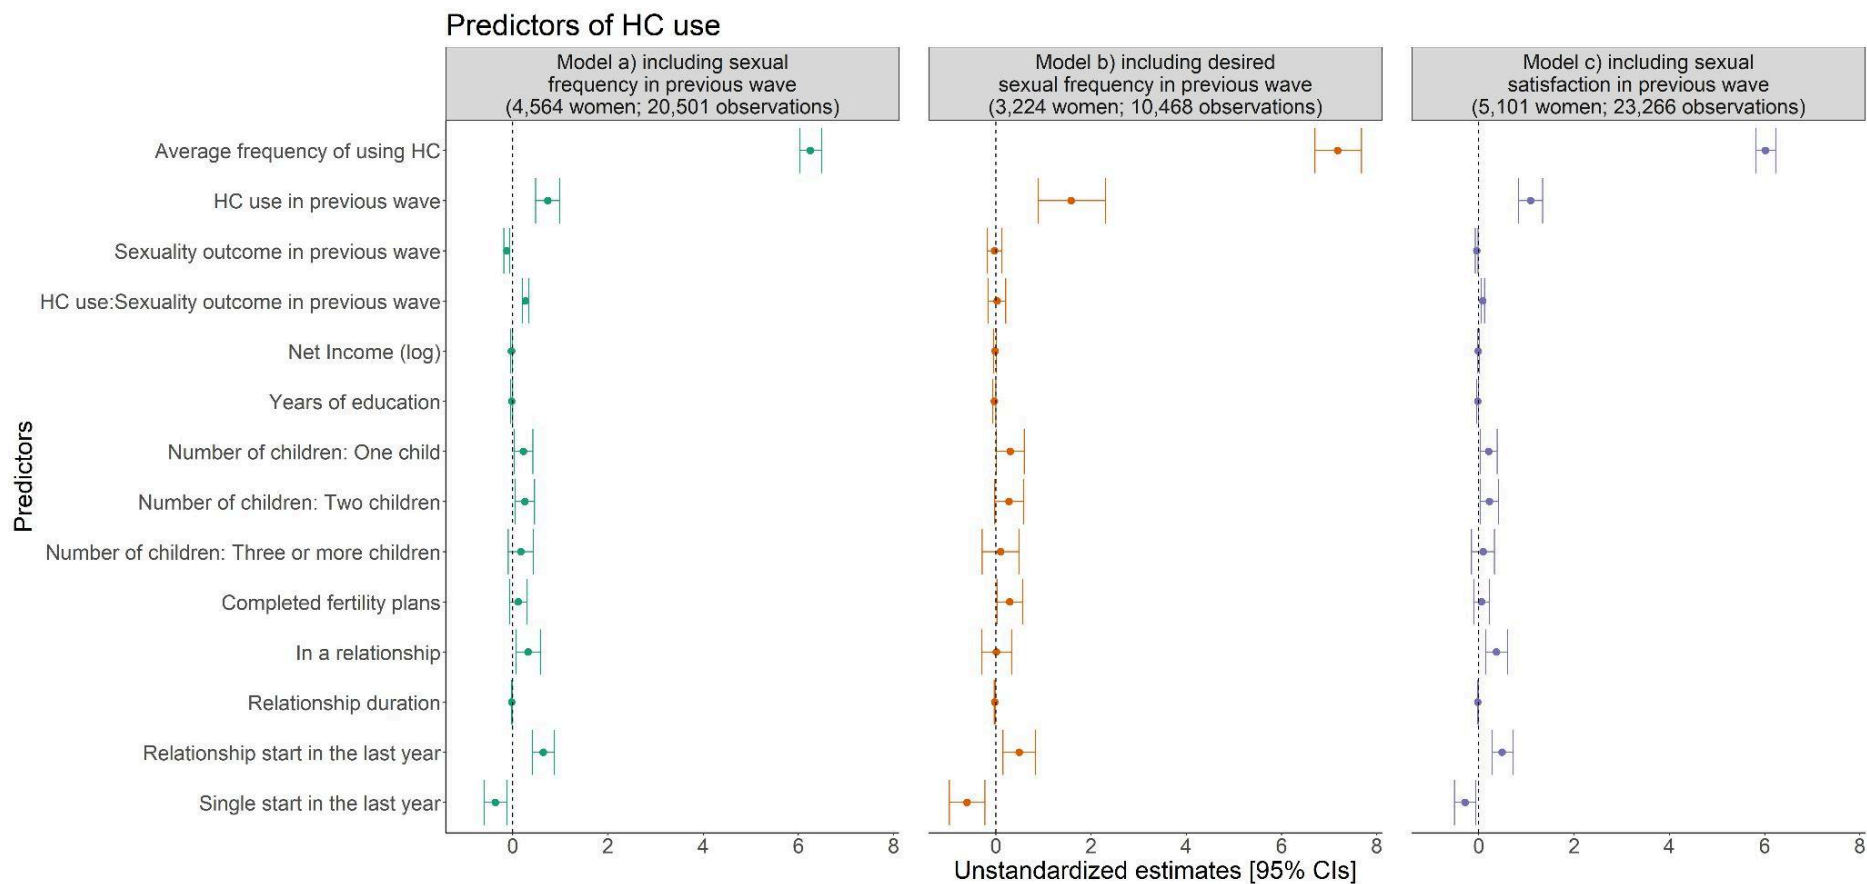 Predictors of HC use
Model a) including sexual
frequency in previous wave
(4,564 women; 20,501 observations)
Model b) including desired
sexual frequency in previous wave
(3,224 women; 10,468 observations)
Model c) including sexual
satisfaction in previous wave
(5,101 women; 23,266 observations)
Predictors
Average frequency of using HC
HC use in previous wave
Sexuality outcome in previous wave
HC use:Sexuality outcome in previous wave
Net Income (log)
Years of education
Number of children: One child
Number of children: Two children
Number of children: Three or more children
Completed fertility plans
In a relationship
Relationship duration
Relationship start in the last year
Single start in the last year
0 2 4 6 8
0 2 4 6 8
0 2 4 6 8
Unstandardized estimates [95% CIs]